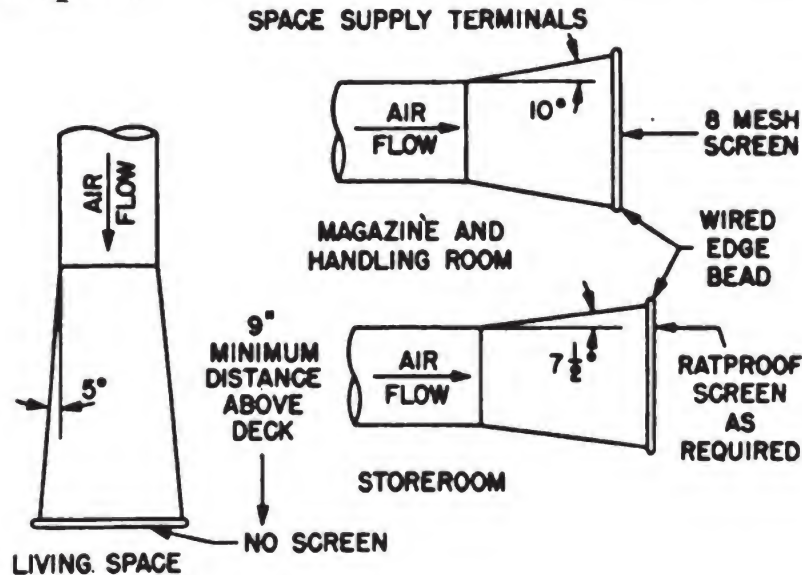 SPACE SUPPLY TERMINALS
AIR
FLOW
10°
8 MESH
SCREEN
MAGAZINE AND
HANDLING ROOM
WIRED
EDGE
BEAD
AIR
FLOW
5°
9"
MINIMUM
DISTANCE
ABOVE
DECK
AIR
FLOW
7 1/2°
RATPROOF
SCREEN
AS
REQUIRED
STOREROOM
NO SCREEN
LIVING SPACE